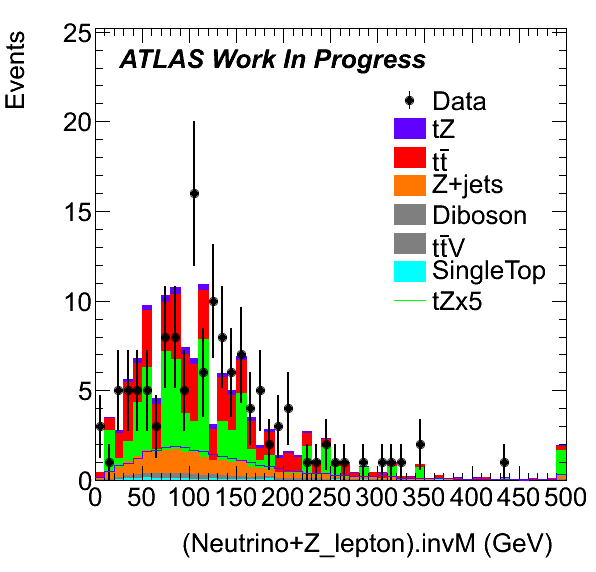 Events
25
20
15
10
5
0
ATLAS Work In Progress
Data
tZ
tt̄
Z+jets
Diboson
tt̄V
SingleTop
tZx5
0 50 100 150 200 250 300 350 400 450 500
(Neutrino+Z_lepton).invM (GeV)